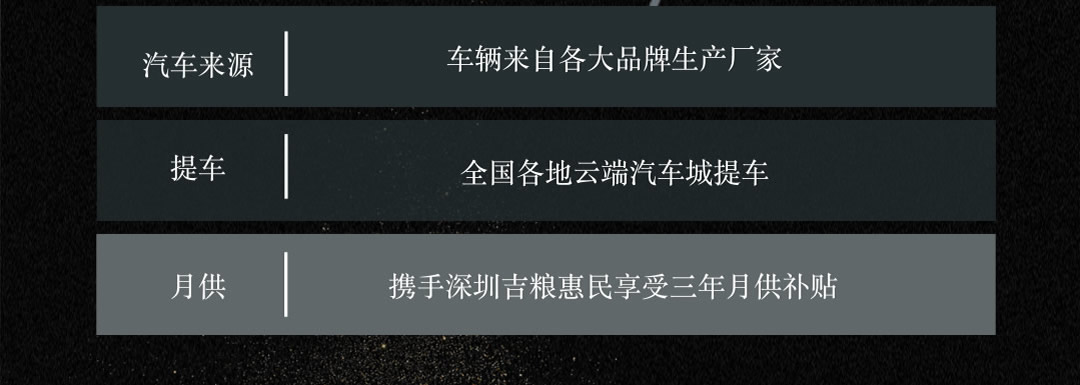 汽车来源
车辆来自各大品牌生产厂家
提车
全国各地云端汽车城提车
月供
携手深圳吉粮惠民享受三年月供补贴